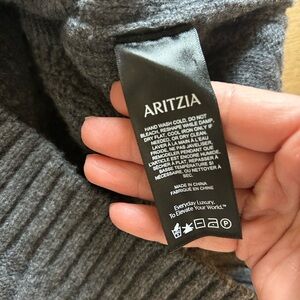 ARITZIA
HAND WASH COLD, DO NOT
BLEACH, RESHAPE WHILE DAMP,
DRY FLAT, COOL IRON ONLY IF
NECESSARY, OR DRY CLEAN.
LAVER À LA MAIN À L'EAU
FROIDE, NE PAS JAVELLISER,
REMODELER PENDANT QUE
L'ARTICLE EST ENCORE HUMIDE,
SÉCHER À PLAT, REPASSER À
BASSE TEMPÉRATURE SI
NÉCESSAIRE, OU NETTOYER À
SEC.
MADE IN CHINA
FABRIQUÉ EN CHINE
Everyday Luxury.
To Elevate Your World.™